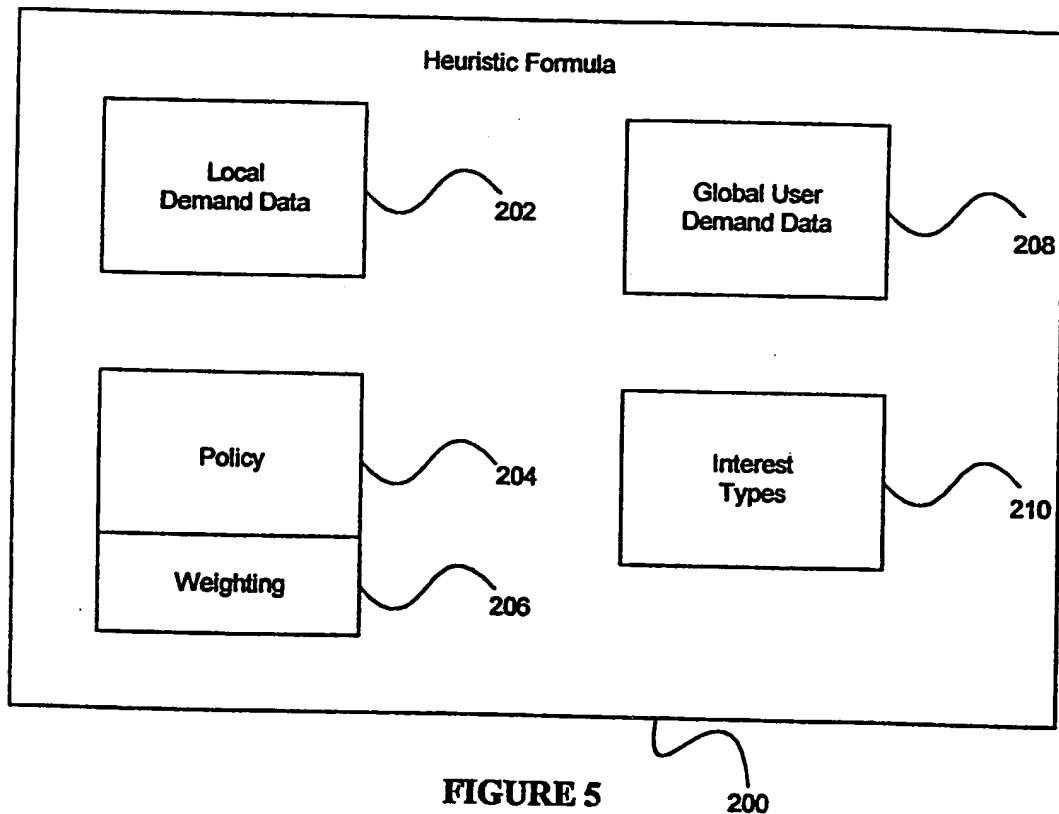 Heuristic Formula
Local
Demand Data
202
Global User
Demand Data
208
Policy
204
Weighting
206
Interest
Types
210
FIGURE 5
200